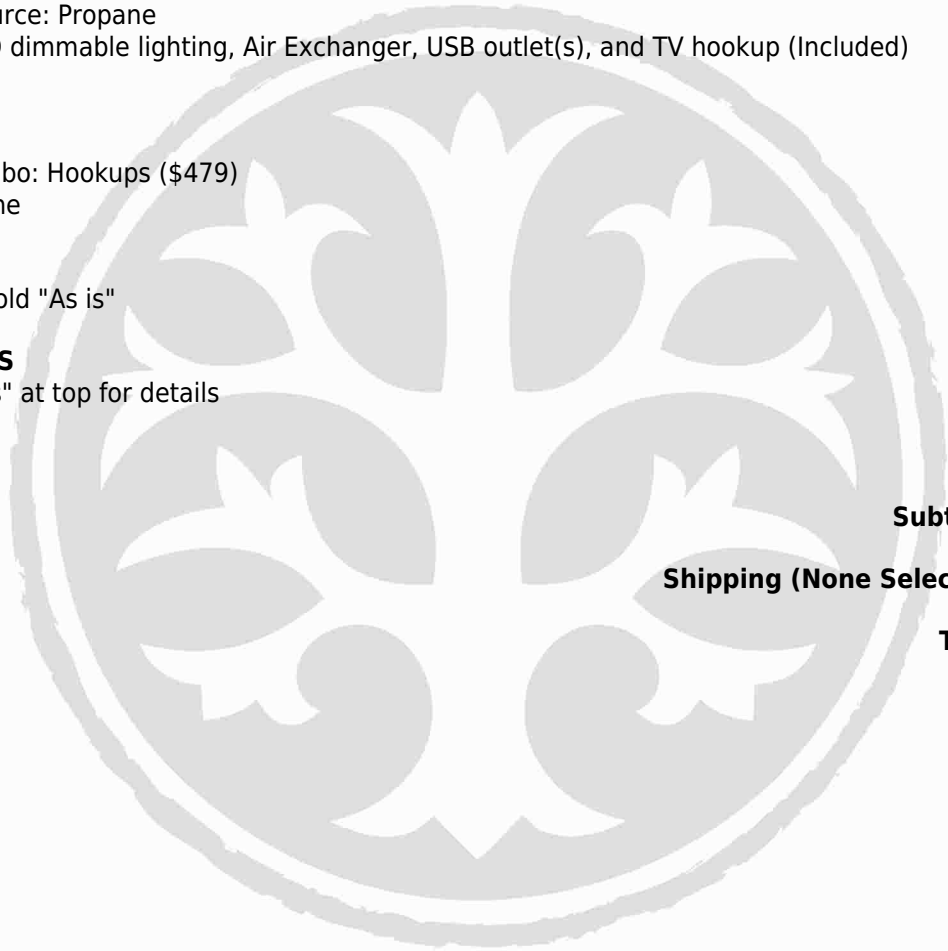 urce: Propane
dimmable lighting, Air Exchanger, USB outlet(s), and TV hookup (Included)
bo: Hookups ($479)
ne
old "As is"
S
" at top for details
Subt
Shipping (None Selec
T